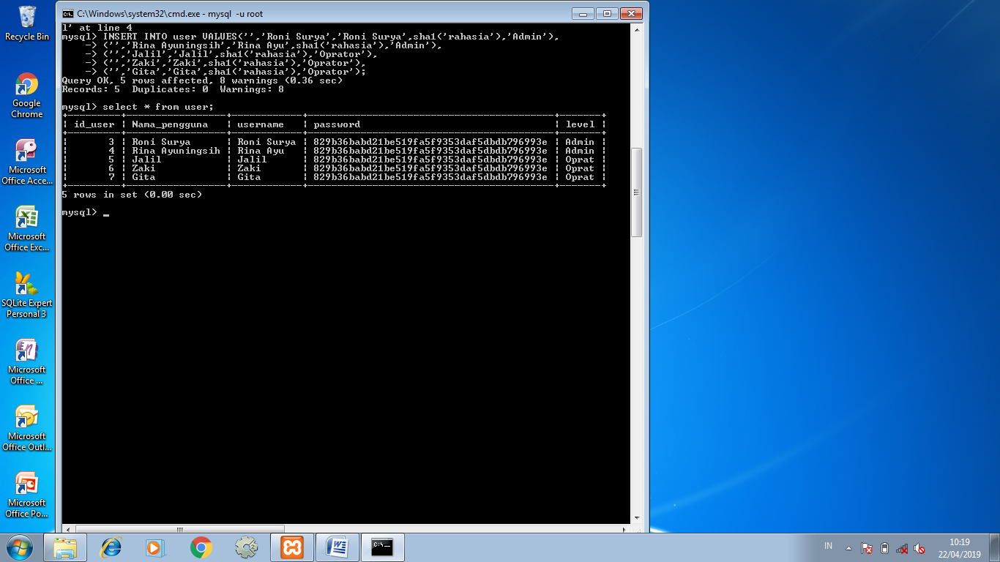 Recycle Bin
Google
Chrome
Microsoft
Office Acce...
Microsoft
Office Exc...
SQLite Expert
Personal 3
Microsoft
Office ...
Microsoft
Office Outl...
Microsoft
Office Po...
C:\Windows\system32\cmd.exe - mysql -u root
l' at line 4
mysql> INSERT INTO user VALUES('','Roni Surya','Roni Surya',sha1('rahasia'),'Admin'),
    -> ('','Rina Ayuningsih','Rina Ayu',sha1('rahasia'),'Admin'),
    -> ('','Jalil','Jalil',sha1('rahasia'),'Oprator'),
    -> ('','Zaki','Zaki',sha1('rahasia'),'Oprator'),
    -> ('','Gita','Gita',sha1('rahasia'),'Oprator');
Query OK, 5 rows affected, 8 warnings (0.36 sec)
Records: 5  Duplicates: 0  Warnings: 8
mysql> select * from user;
+---------+-----------------+------------+------------------------------------------+-------+
| id_user | Nama_pengguna   | username   | password                                 | level |
+---------+-----------------+------------+------------------------------------------+-------+
|       3 | Roni Surya      | Roni Surya | 829b36babd21be519fa5f9353daf5dbdb796993e | Admin |
|       4 | Rina Ayuningsih | Rina Ayu   | 829b36babd21be519fa5f9353daf5dbdb796993e | Admin |
|       5 | Jalil           | Jalil      | 829b36babd21be519fa5f9353daf5dbdb796993e | Oprat |
|       6 | Zaki            | Zaki       | 829b36babd21be519fa5f9353daf5dbdb796993e | Oprat |
|       7 | Gita            | Gita       | 829b36babd21be519fa5f9353daf5dbdb796993e | Oprat |
+---------+-----------------+------------+------------------------------------------+-------+
5 rows in set (0.00 sec)
mysql> _
IN
10:19
22/04/2019